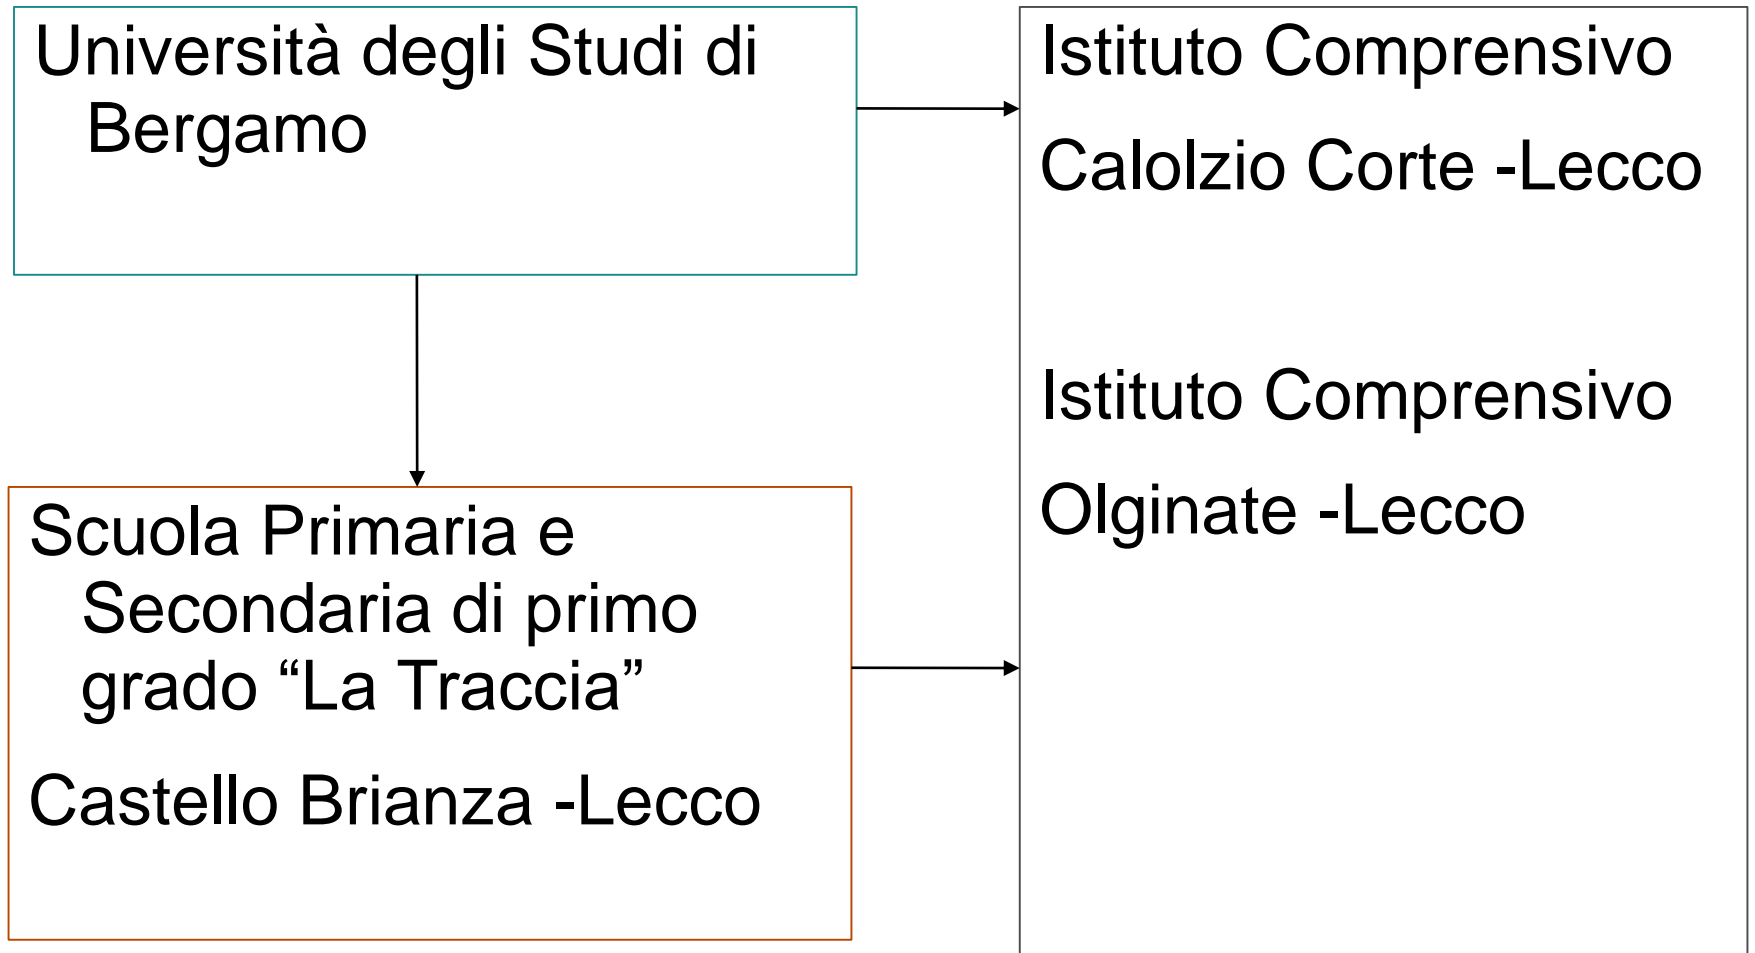 Università degli Studi di
Bergamo
Scuola Primaria e
Secondaria di primo
grado “La Traccia”
Castello Brianza -Lecco
Istituto Comprensivo
Calolzio Corte -Lecco
Istituto Comprensivo
Olginate -Lecco